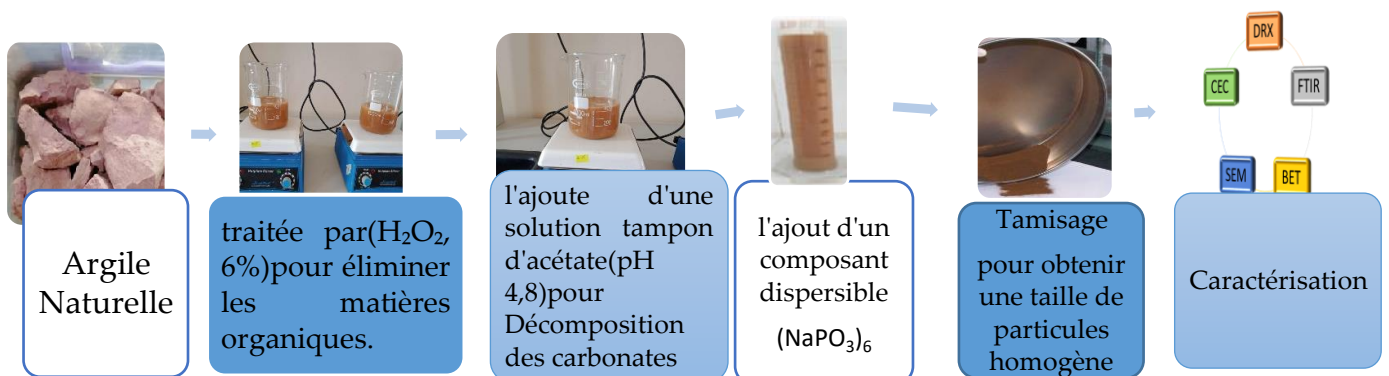 Argile
Naturelle
traitée par(H₂O₂,
6%)pour éliminer
les matières
organiques.
l'ajoute d'une
solution tampon
d'acétate(pH
4,8)pour
Décomposition
des carbonates
l'ajout d'un
composant
dispersible
(NaPO₃)₆
Tamisage
pour obtenir
une taille de
particules
homogène
DRX
CEC
FTIR
SEM
BET
Caractérisation